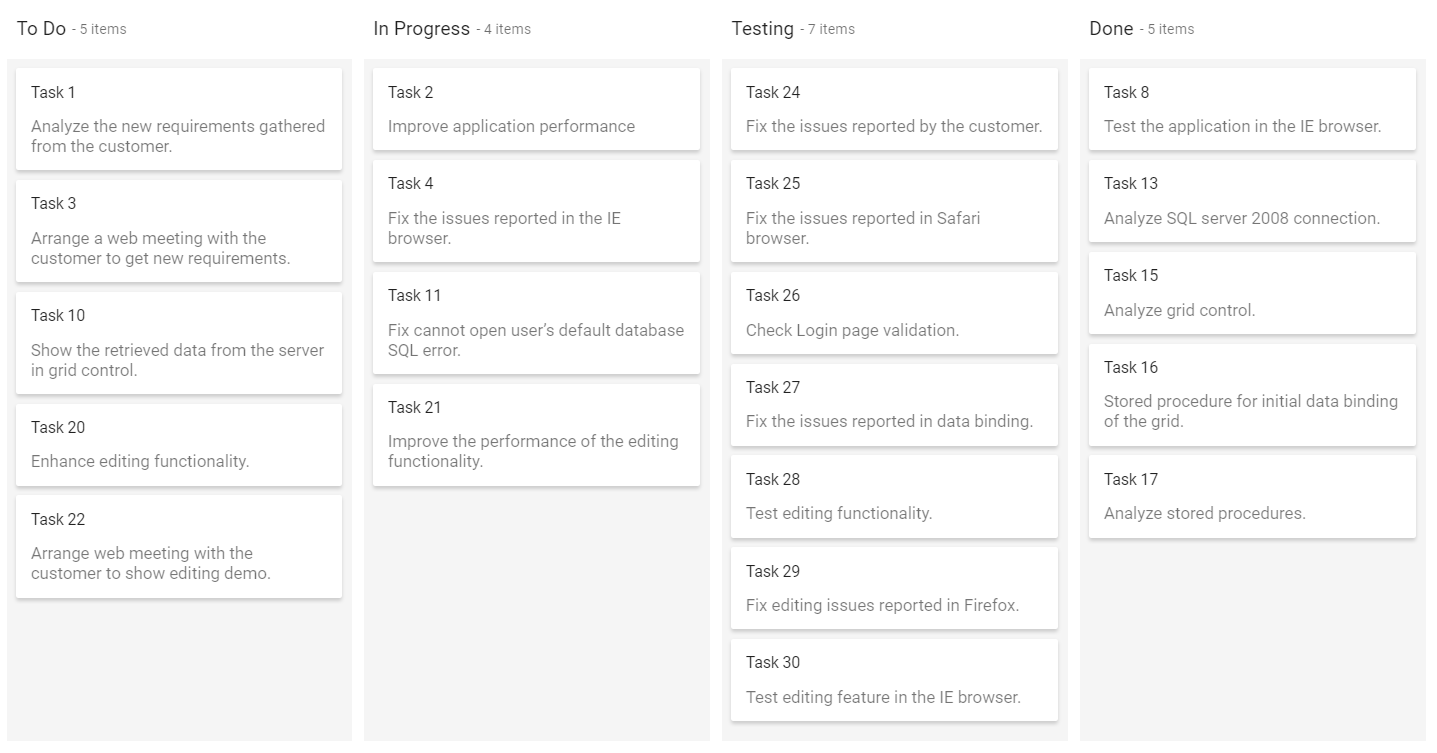 To Do - 5 items
Task 1
Analyze the new requirements gathered
from the customer.
Task 3
Arrange a web meeting with the
customer to get new requirements.
Task 10
Show the retrieved data from the server
in grid control.
Task 20
Enhance editing functionality.
Task 22
Arrange web meeting with the
customer to show editing demo.
In Progress - 4 items
Task 2
Improve application performance
Task 4
Fix the issues reported in the IE
browser.
Task 11
Fix cannot open user’s default database
SQL error.
Task 21
Improve the performance of the editing
functionality.
Testing - 7 items
Task 24
Fix the issues reported by the customer.
Task 25
Fix the issues reported in Safari
browser.
Task 26
Check Login page validation.
Task 27
Fix the issues reported in data binding.
Task 28
Test editing functionality.
Task 29
Fix editing issues reported in Firefox.
Task 30
Test editing feature in the IE browser.
Done - 5 items
Task 8
Test the application in the IE browser.
Task 13
Analyze SQL server 2008 connection.
Task 15
Analyze grid control.
Task 16
Stored procedure for initial data binding
of the grid.
Task 17
Analyze stored procedures.